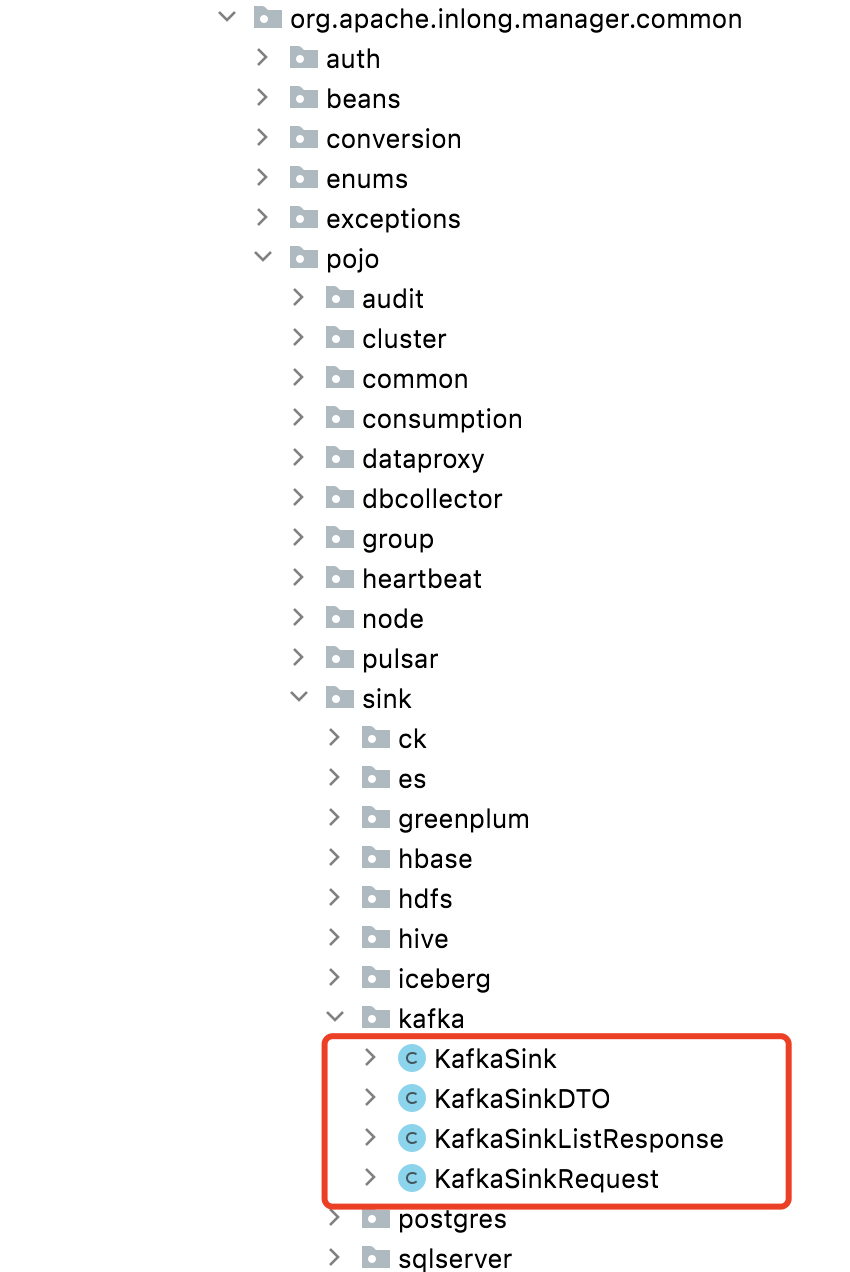 org.apache.inlong.manager.common
auth
beans
conversion
enums
exceptions
pojo
audit
cluster
common
consumption
dataproxy
dbcollector
group
heartbeat
node
pulsar
sink
ck
es
greenplum
hbase
hdfs
hive
iceberg
kafka
C KafkaSink
C KafkaSinkDTO
C KafkaSinkListResponse
C KafkaSinkRequest
postgres
sqlserver